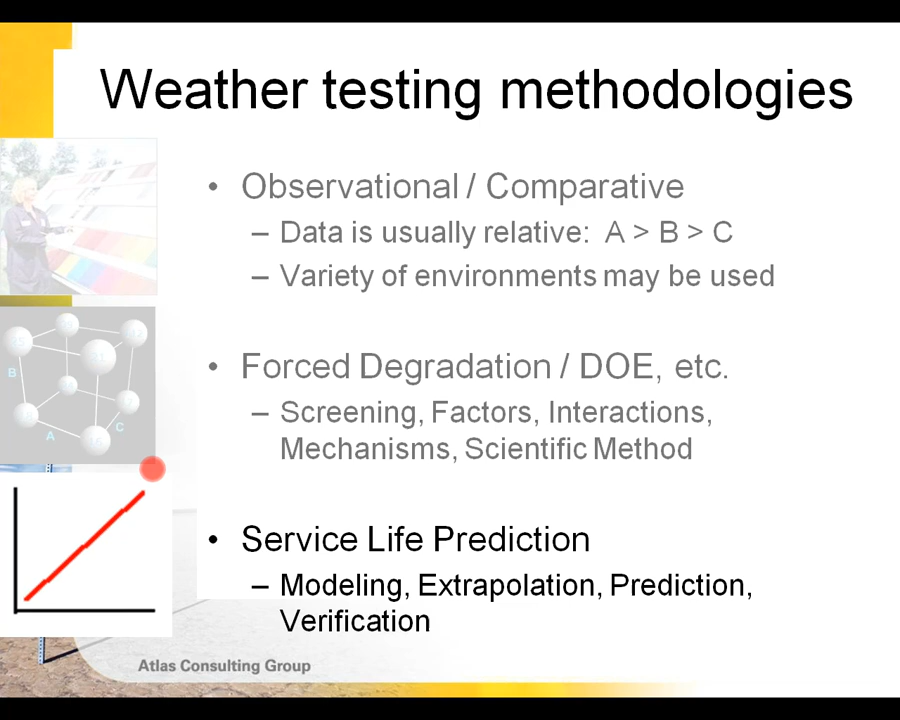 Weather testing methodologies
• Observational / Comparative
– Data is usually relative:  A > B > C
– Variety of environments may be used
• Forced Degradation / DOE, etc.
– Screening, Factors, Interactions,
Mechanisms, Scientific Method
• Service Life Prediction
– Modeling, Extrapolation, Prediction,
Verification
B
A
C
Atlas Consulting Group